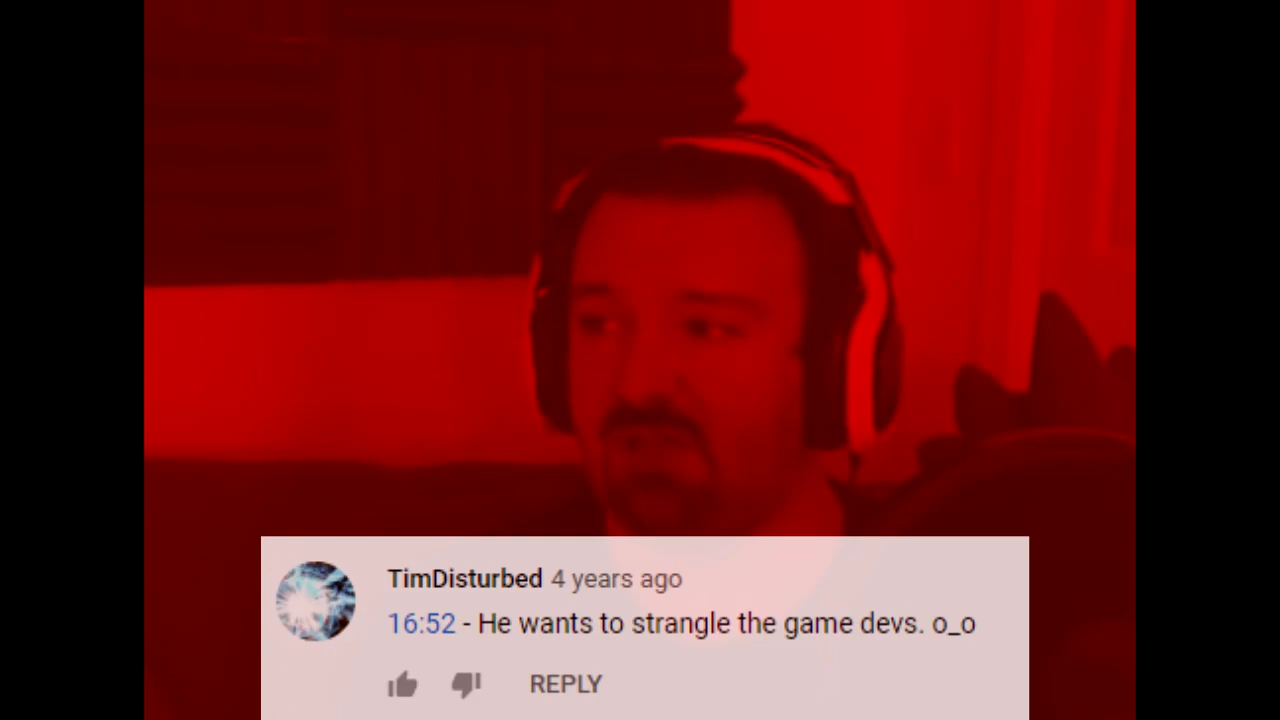 TimDisturbed 4 years ago
16:52 - He wants to strangle the game devs. o_o
REPLY